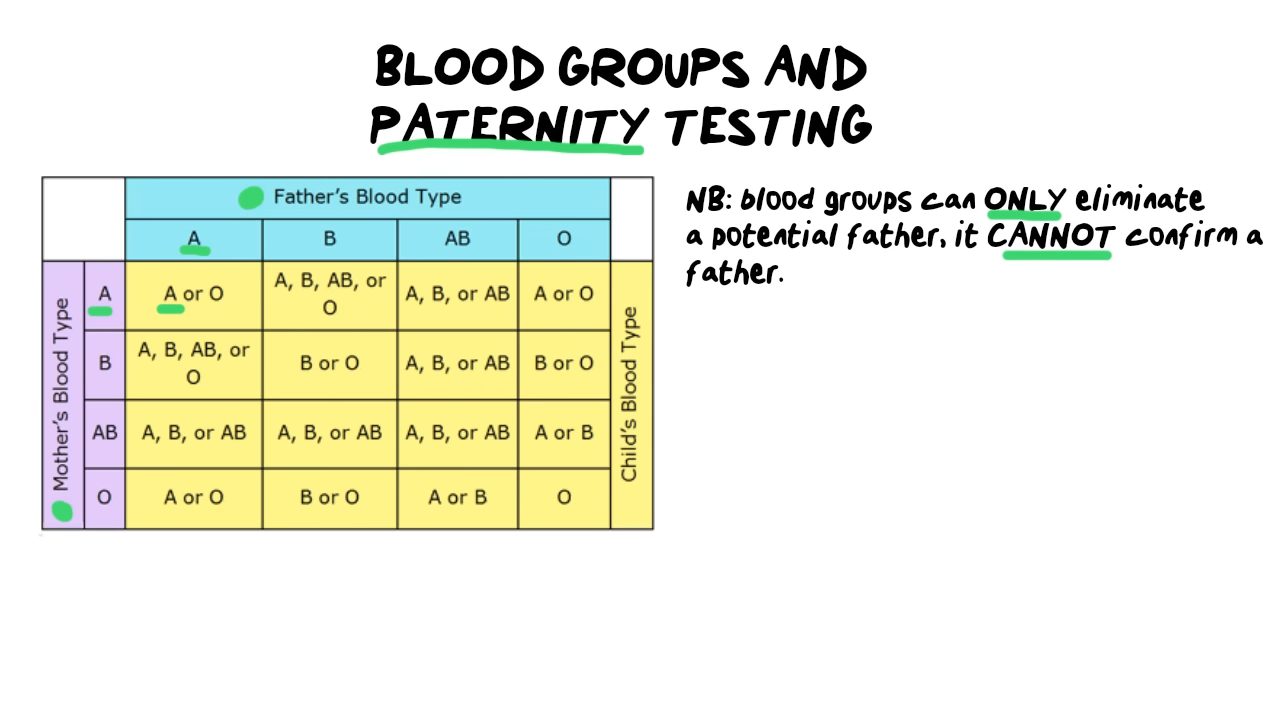 BLOOD GROUPS AND
PATERNITY TESTING
Father's Blood Type
A B AB O
NB: blood groups can ONLY eliminate
a potential father, it CANNOT confirm a
father.
Mother's Blood Type
A A or O A, B, AB, or O A, B, or AB A or O
B A, B, AB, or O B or O A, B, or AB B or O
AB A, B, or AB A, B, or AB A, B, or AB A or B
O A or O B or O A or B O
Child's Blood Type